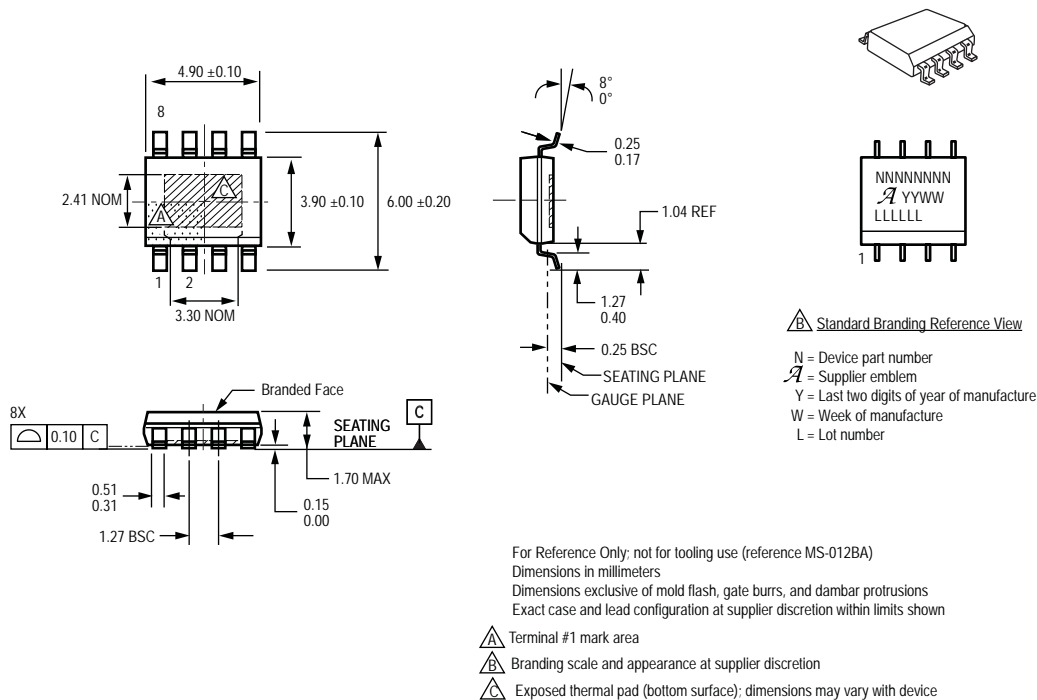 4.90 ±0.10
8
2.41 NOM
A
C
3.90 ±0.10
6.00 ±0.20
1
2
3.30 NOM
8°
0°
0.25
0.17
1.04 REF
1.27
0.40
0.25 BSC
SEATING PLANE
GAUGE PLANE
NNNNNNNN
A YYWW
LLLLLL
1
B Standard Branding Reference View
N = Device part number
A = Supplier emblem
Y = Last two digits of year of manufacture
W = Week of manufacture
L = Lot number
Branded Face
8X
0.10 C
SEATING
PLANE
C
1.70 MAX
0.51
0.31
0.15
0.00
1.27 BSC
For Reference Only; not for tooling use (reference MS-012BA)
Dimensions in millimeters
Dimensions exclusive of mold flash, gate burrs, and dambar protrusions
Exact case and lead configuration at supplier discretion within limits shown
A Terminal #1 mark area
B Branding scale and appearance at supplier discretion
C Exposed thermal pad (bottom surface); dimensions may vary with device